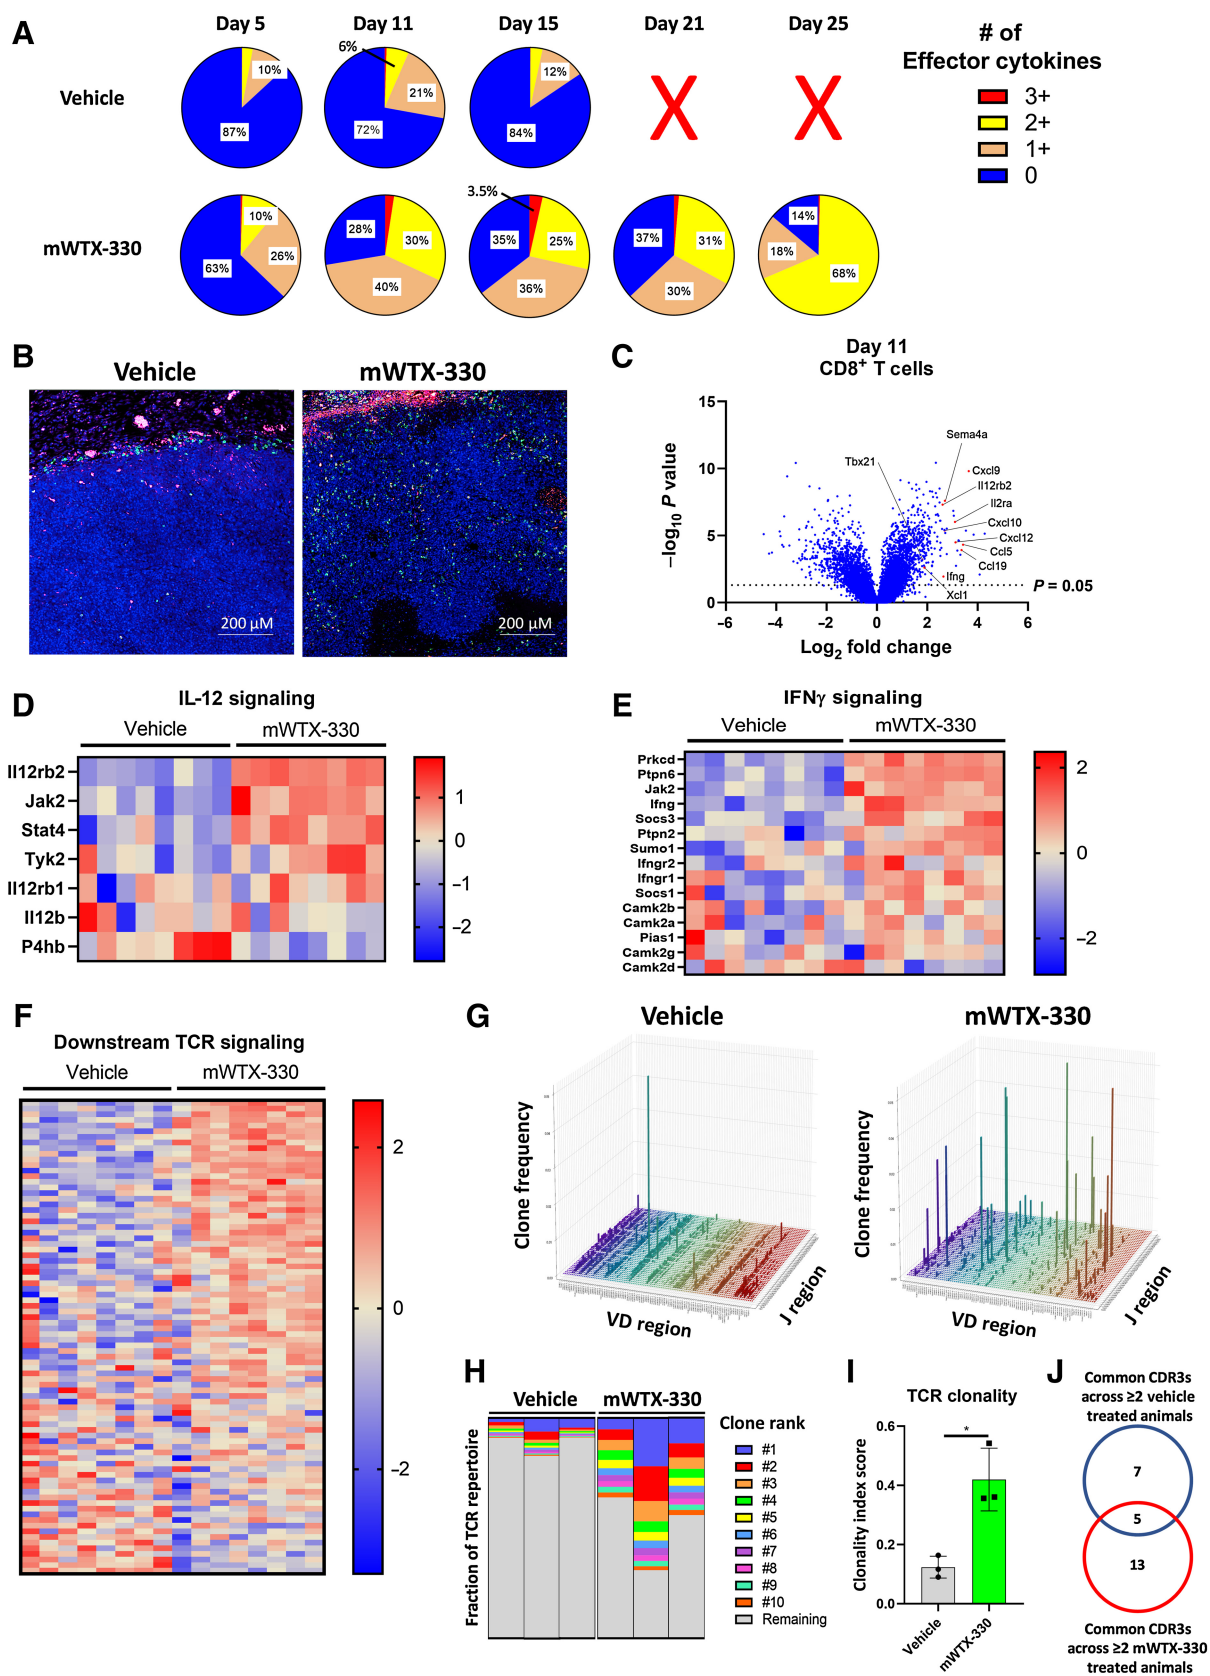 A
Day 5
Day 11
Day 15
Day 21
Day 25
# of
Effector cytokines
3+
2+
1+
0
Vehicle
10%
87%
6%
21%
72%
12%
84%
X
X
mWTX-330
10%
26%
63%
28%
30%
40%
3.5%
35%
25%
36%
37%
31%
30%
14%
18%
68%
B
Vehicle
mWTX-330
200 µM
200 µM
C
Day 11
CD8+ T cells
−log10 P value
15
10
5
0
−6
−4
−2
0
2
4
6
Log2 fold change
Sema4a
Tbx21
Cxcl9
Il12rb2
Il2ra
Cxcl10
Cxcl12
Ccl5
Ccl19
Ifng
Xcl1
P = 0.05
D
IL-12 signaling
Vehicle
mWTX-330
Il12rb2
Jak2
Stat4
Tyk2
Il12rb1
Il12b
P4hb
1
0
−1
−2
E
IFNγ signaling
Vehicle
mWTX-330
Prkcd
Ptpn6
Jak2
Ifng
Socs3
Ptpn2
Sumo1
Ifngr2
Ifngr1
Socs1
Camk2b
Camk2a
Pias1
Camk2g
Camk2d
2
0
−2
F
Downstream TCR signaling
Vehicle
mWTX-330
2
0
−2
G
Vehicle
mWTX-330
Clone frequency
VD region
J region
Clone frequency
VD region
J region
H
Vehicle
mWTX-330
Fraction of TCR repertoire
Clone rank
#1
#2
#3
#4
#5
#6
#7
#8
#9
#10
Remaining
I
TCR clonality
Clonality index score
0.6
0.4
0.2
0.0
*
Vehicle
mWTX-330
J
Common CDR3s
across ≥2 vehicle
treated animals
7
5
13
Common CDR3s
across ≥2 mWTX-330
treated animals